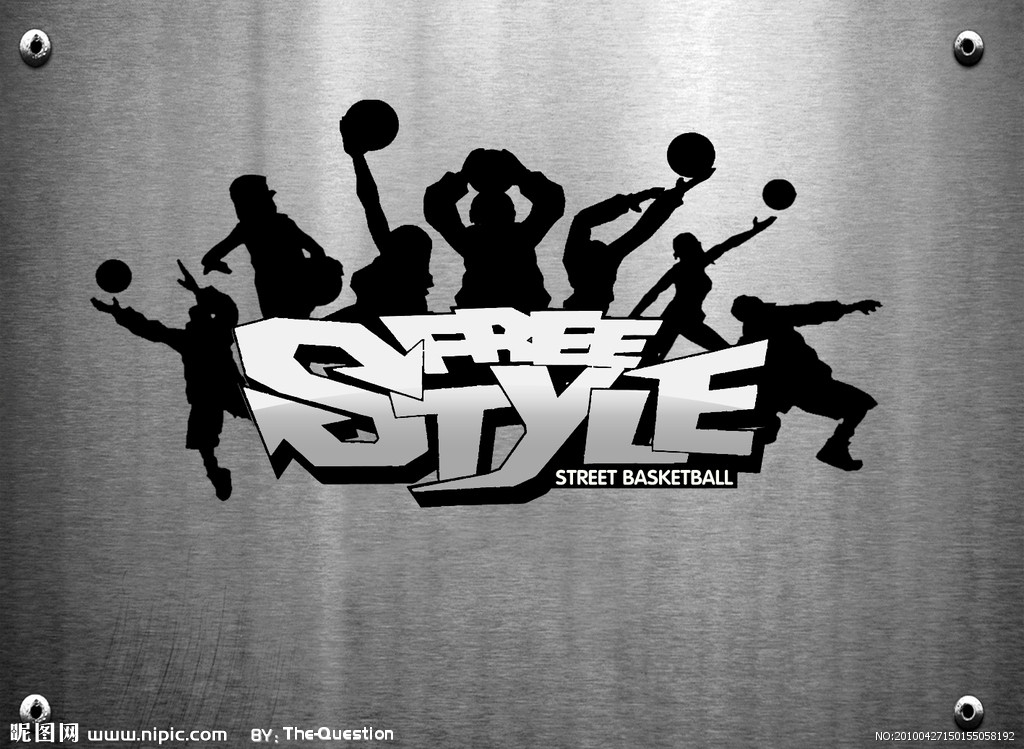 FREE
STYLE
STREET BASKETBALL
昵图网 www.nipic.com BY: The-Question
NO:20100427150155058192